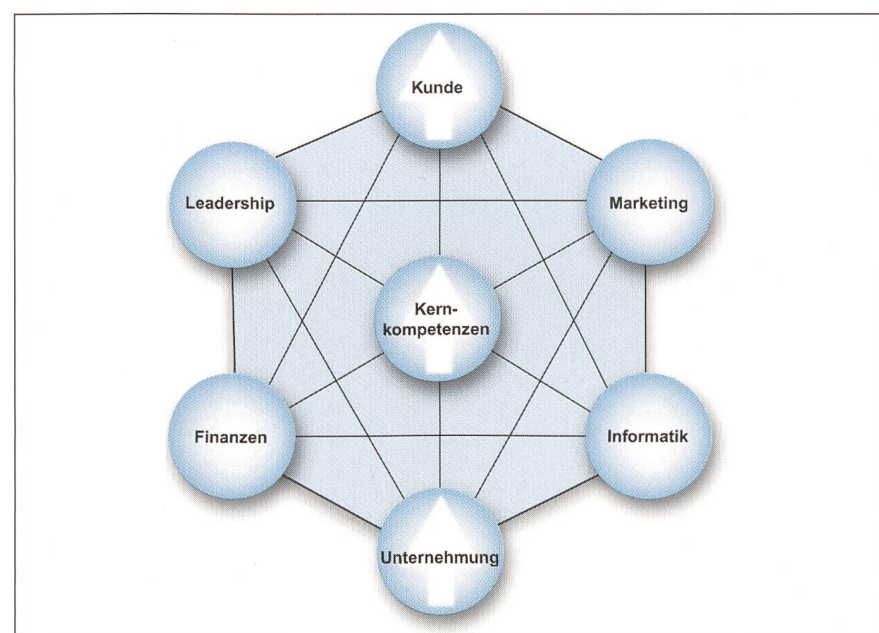 Kunde
Leadership
Marketing
Kern-
kompetenzen
Finanzen
Informatik
Unternehmung